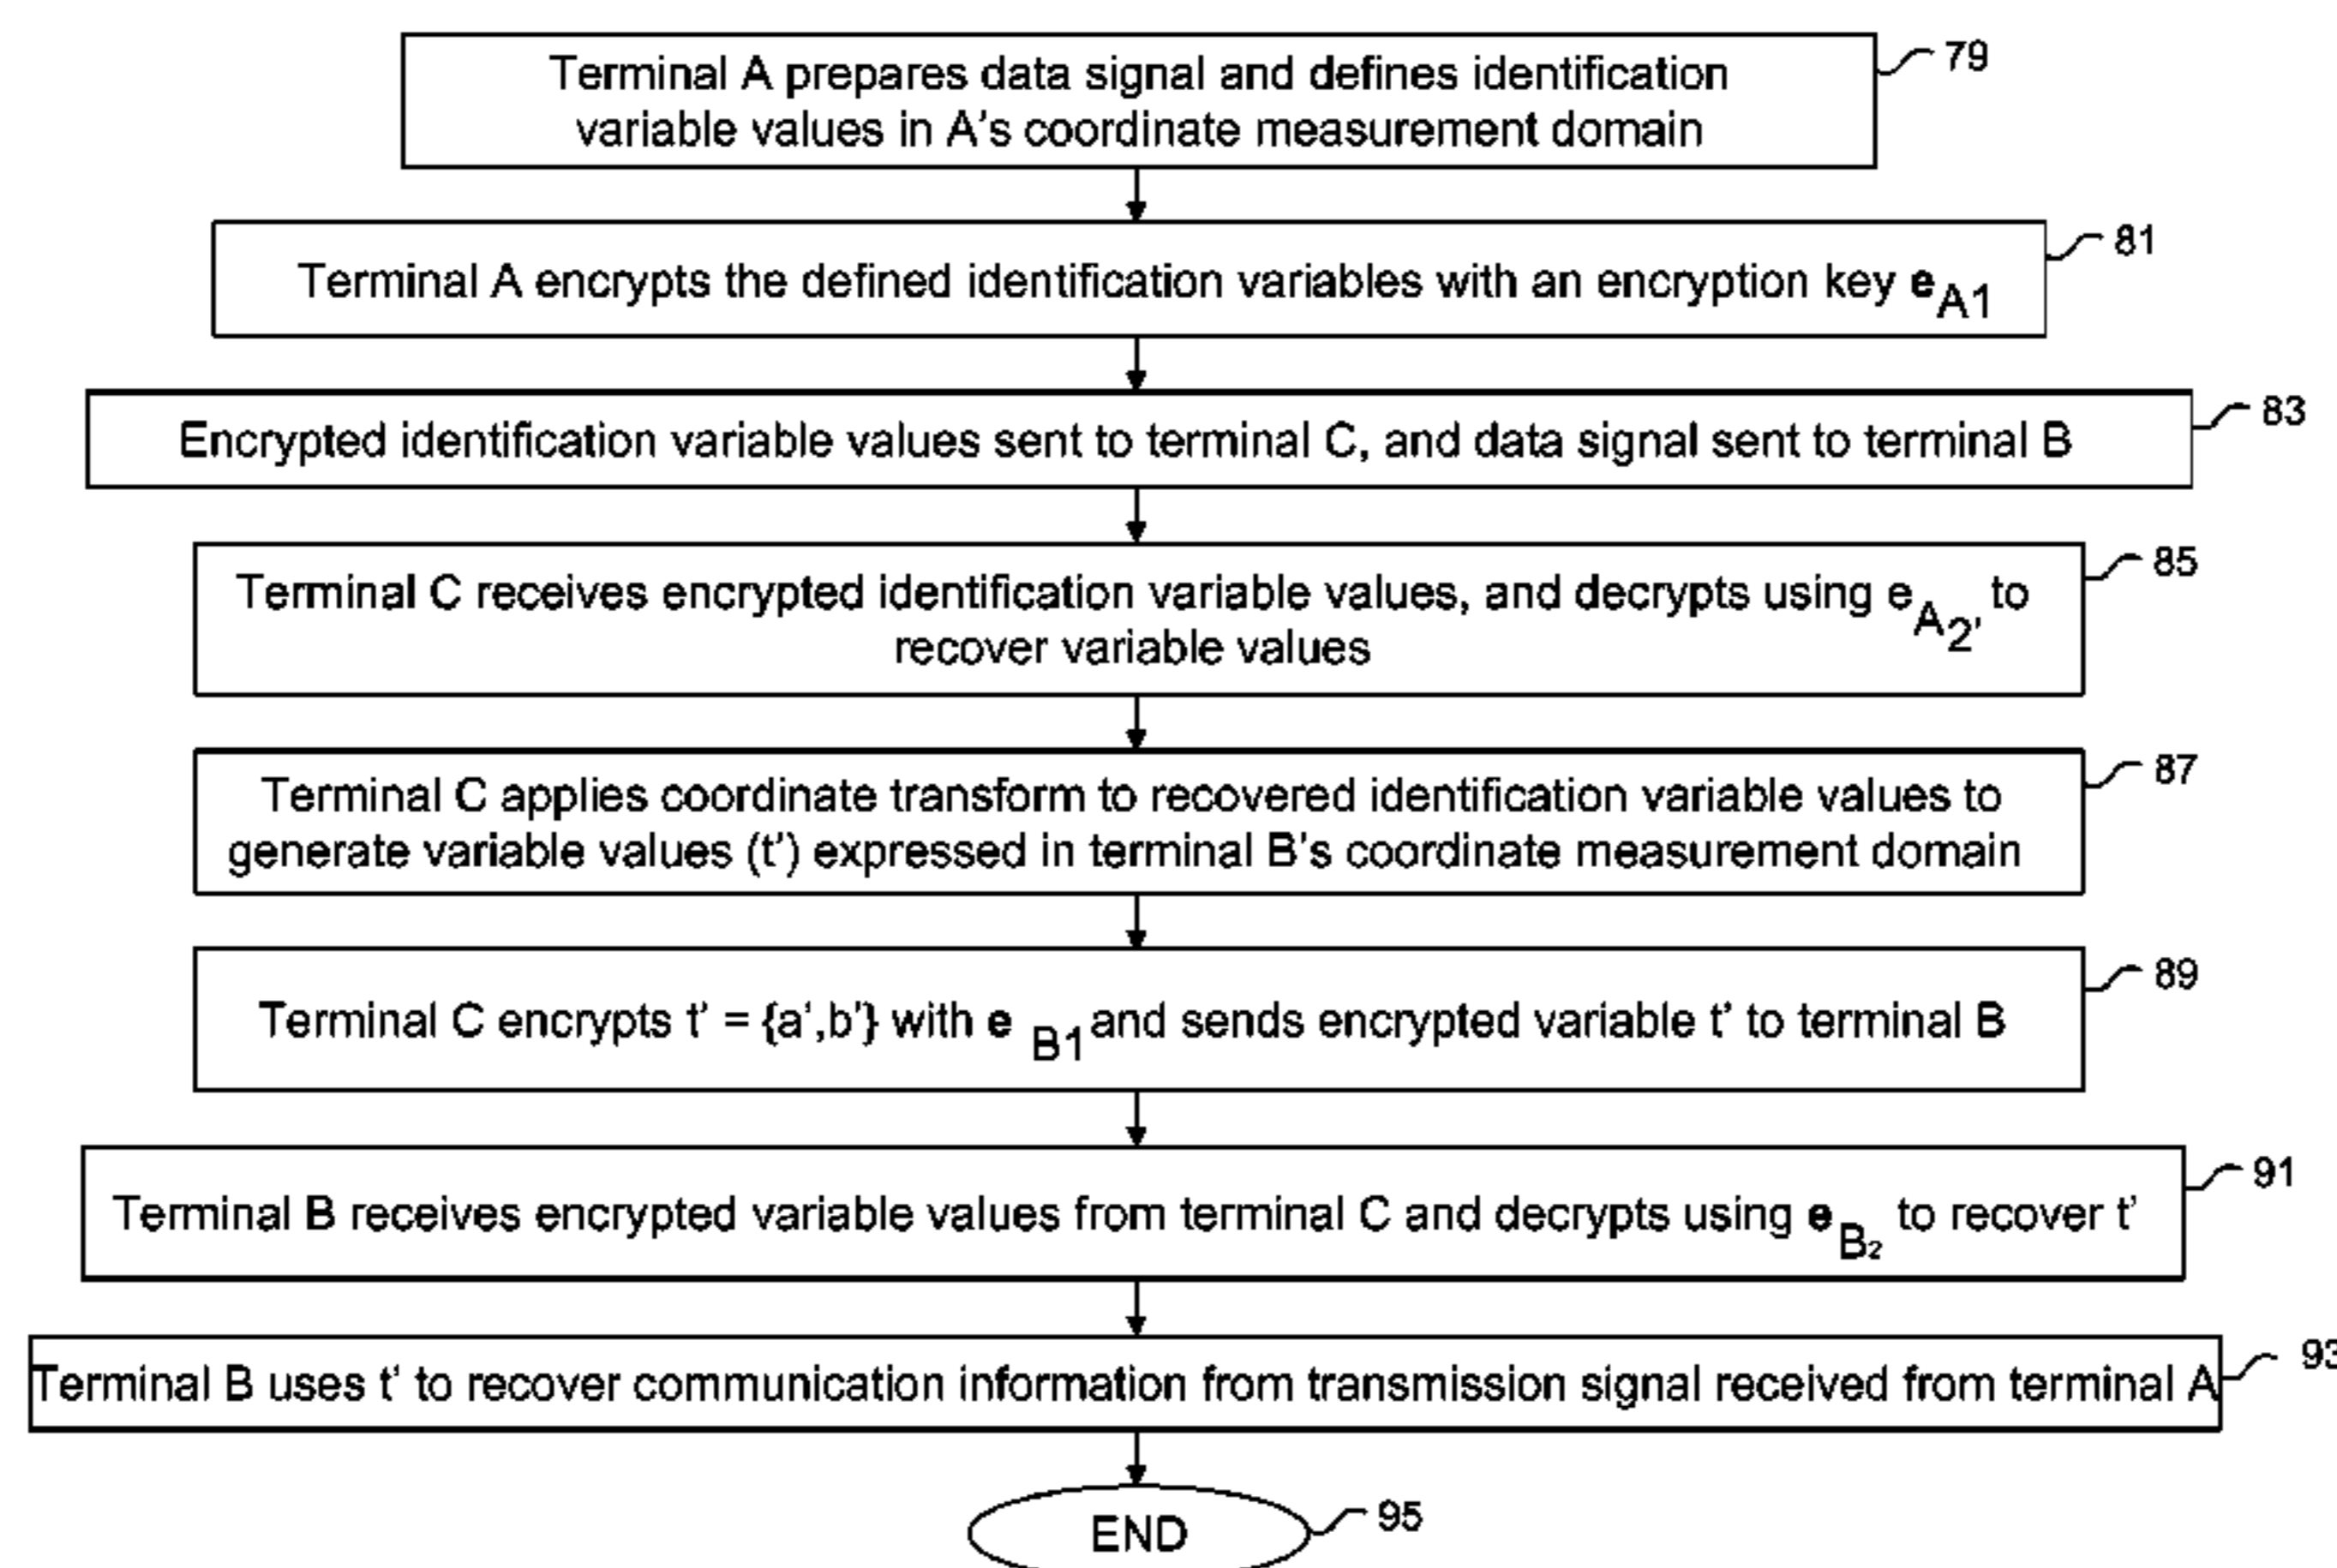 Terminal A prepares data signal and defines identification
variable values in A's coordinate measurement domain
79
Terminal A encrypts the defined identification variables with an encryption key eA1
81
Encrypted identification variable values sent to terminal C, and data signal sent to terminal B
83
Terminal C receives encrypted identification variable values, and decrypts using eA2' to
recover variable values
85
Terminal C applies coordinate transform to recovered identification variable values to
generate variable values (t') expressed in terminal B's coordinate measurement domain
87
Terminal C encrypts t' = {a',b'} with e B1 and sends encrypted variable t' to terminal B
89
Terminal B receives encrypted variable values from terminal C and decrypts using eB2 to recover t'
91
Terminal B uses t' to recover communication information from transmission signal received from terminal A
93
END
95